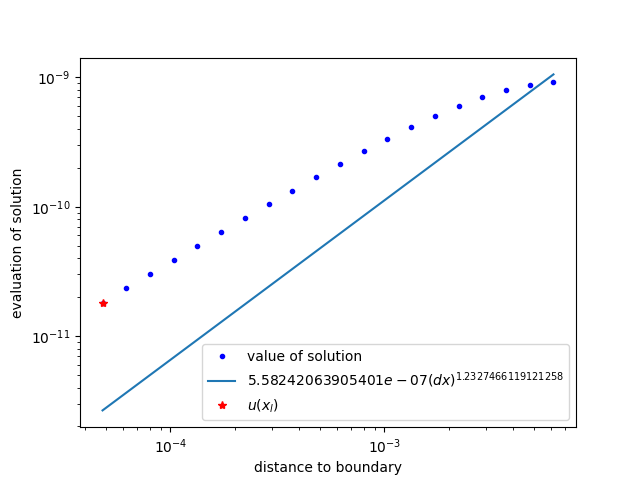 10⁻⁹
10⁻¹⁰
10⁻¹¹
evaluation of solution
value of solution
5.58242063905401e − 07(dx)^1.2327466119121258
u(x_l)
10⁻⁴ 10⁻³
distance to boundary